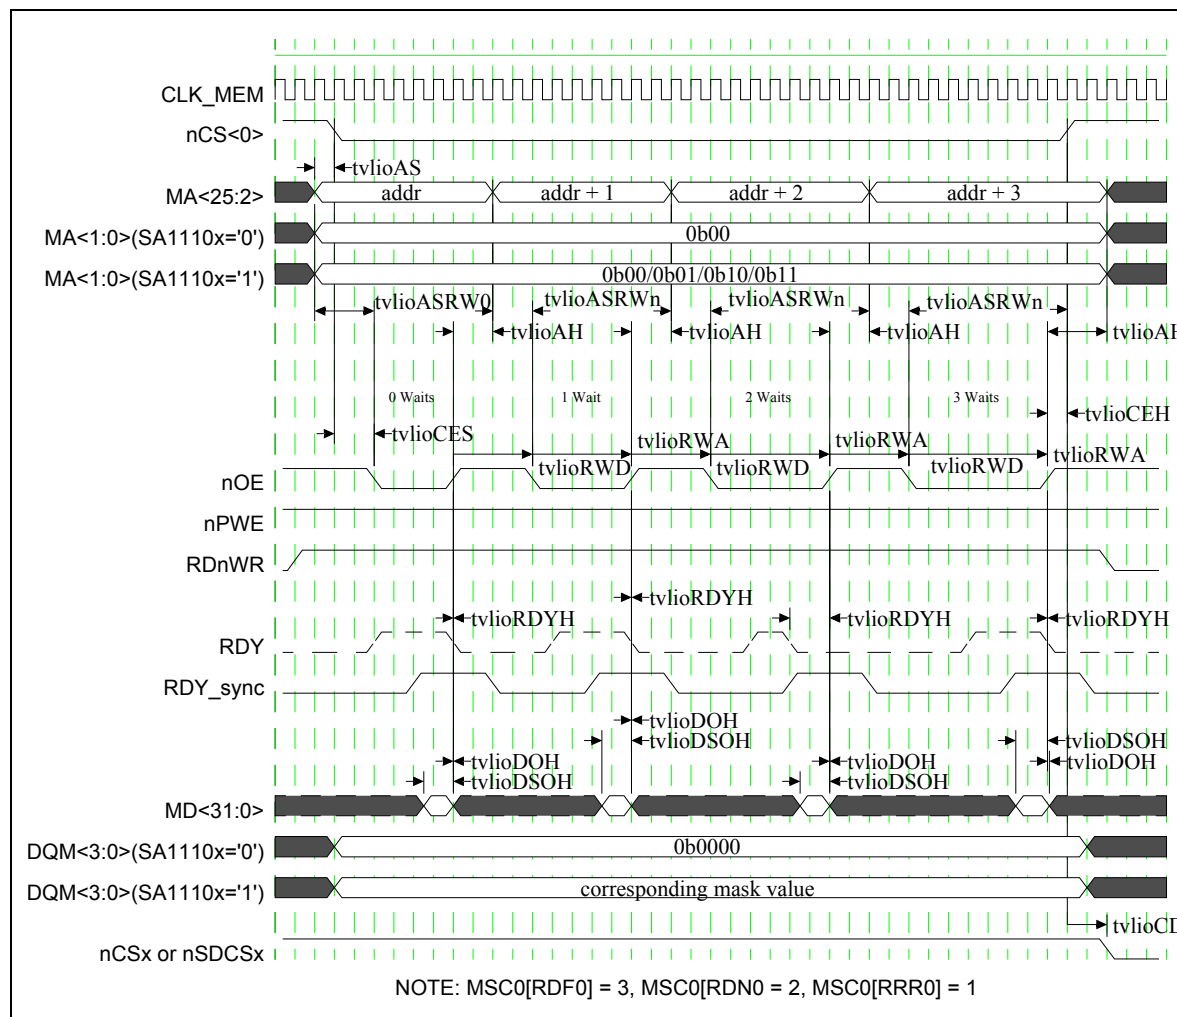 CLK_MEM
nCS<0>
tvlioAS
MA<25:2>
addr
addr + 1
addr + 2
addr + 3
MA<1:0>(SA1110x='0')
0b00
MA<1:0>(SA1110x='1')
0b00/0b01/0b10/0b11
tvlioASRW0
tvlioASRWn
tvlioASRWn
tvlioASRWn
tvlioAH
tvlioAH
tvlioAH
tvlioAH
0 Waits
1 Wait
2 Waits
3 Waits
tvlioCEH
tvlioCES
tvlioRWA
tvlioRWA
tvlioRWA
tvlioRWD
tvlioRWD
tvlioRWD
nOE
nPWE
RDnWR
tvlioRDYH
tvlioRDYH
tvlioRDYH
tvlioRDYH
RDY
RDY_sync
tvlioDOH
tvlioDSOH
tvlioDSOH
tvlioDOH
tvlioDOH
tvlioDOH
tvlioDSOH
tvlioDSOH
MD<31:0>
DQM<3:0>(SA1110x='0')
0b0000
DQM<3:0>(SA1110x='1')
corresponding mask value
tvlioCD
nCSx or nSDCSx
NOTE: MSC0[RDF0] = 3, MSC0[RDN0 = 2, MSC0[RRR0] = 1